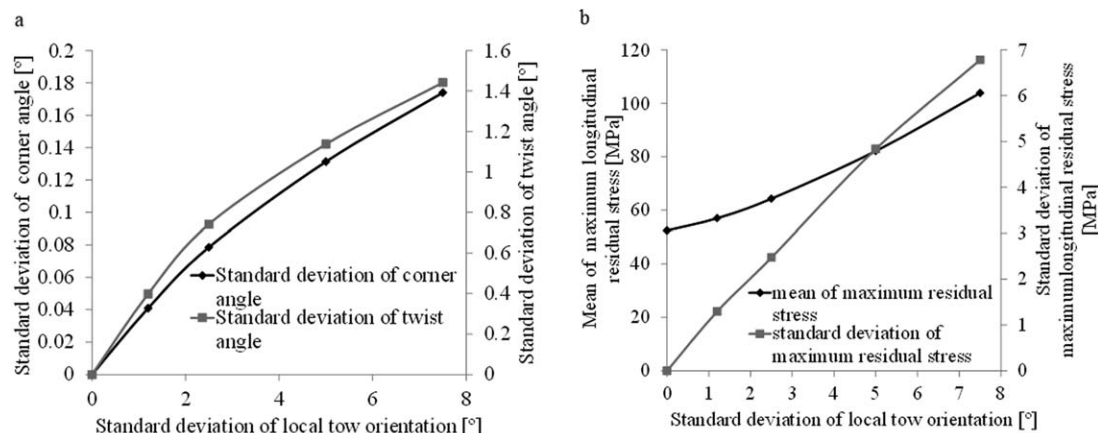 a
Standard deviation of corner angle [°]
0.2
0.18
0.16
0.14
0.12
0.1
0.08
0.06
0.04
0.02
0
1.6
1.4
1.2
1
0.8
0.6
0.4
0.2
0
Standard deviation of twist angle [°]
Standard deviation of corner
angle
Standard deviation of twist
angle
0 2 4 6 8
Standard deviation of local tow orientation [°]
b
Mean of maximum longitudinal
residual stress [MPa]
120
100
80
60
40
20
0
7
6
5
4
3
2
1
0
Standard deviation of
maximumlongitudinal residual stress
[MPa]
mean of maximum residual
stress
standard deviation of
maximum residual stress
0 1 2 3 4 5 6 7 8
Standard deviation of local tow orientation [°]